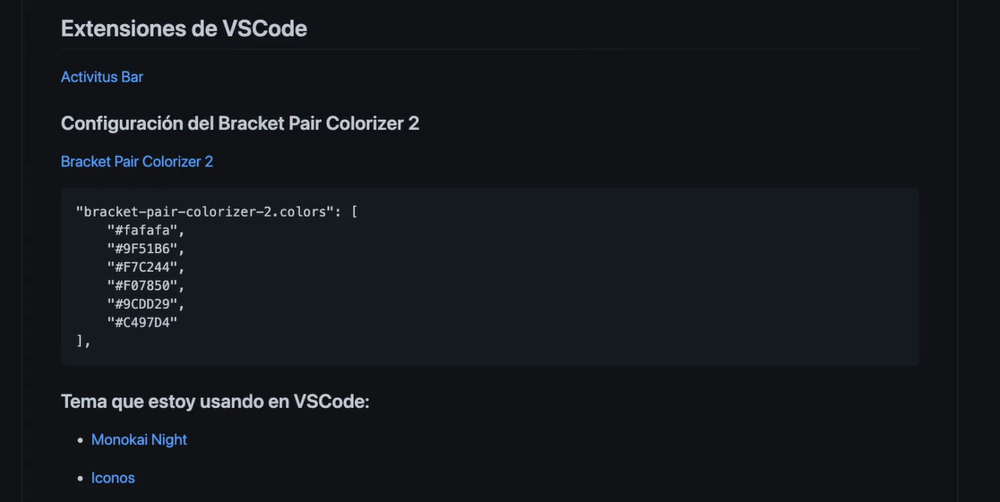 Extensiones de VSCode
Activitus Bar
Configuración del Bracket Pair Colorizer 2
Bracket Pair Colorizer 2
"bracket-pair-colorizer-2.colors": [
    "#fafafa",
    "#9F51B6",
    "#F7C244",
    "#F07850",
    "#9CDD29",
    "#C497D4"
],
Tema que estoy usando en VSCode:
• Monokai Night
• Iconos